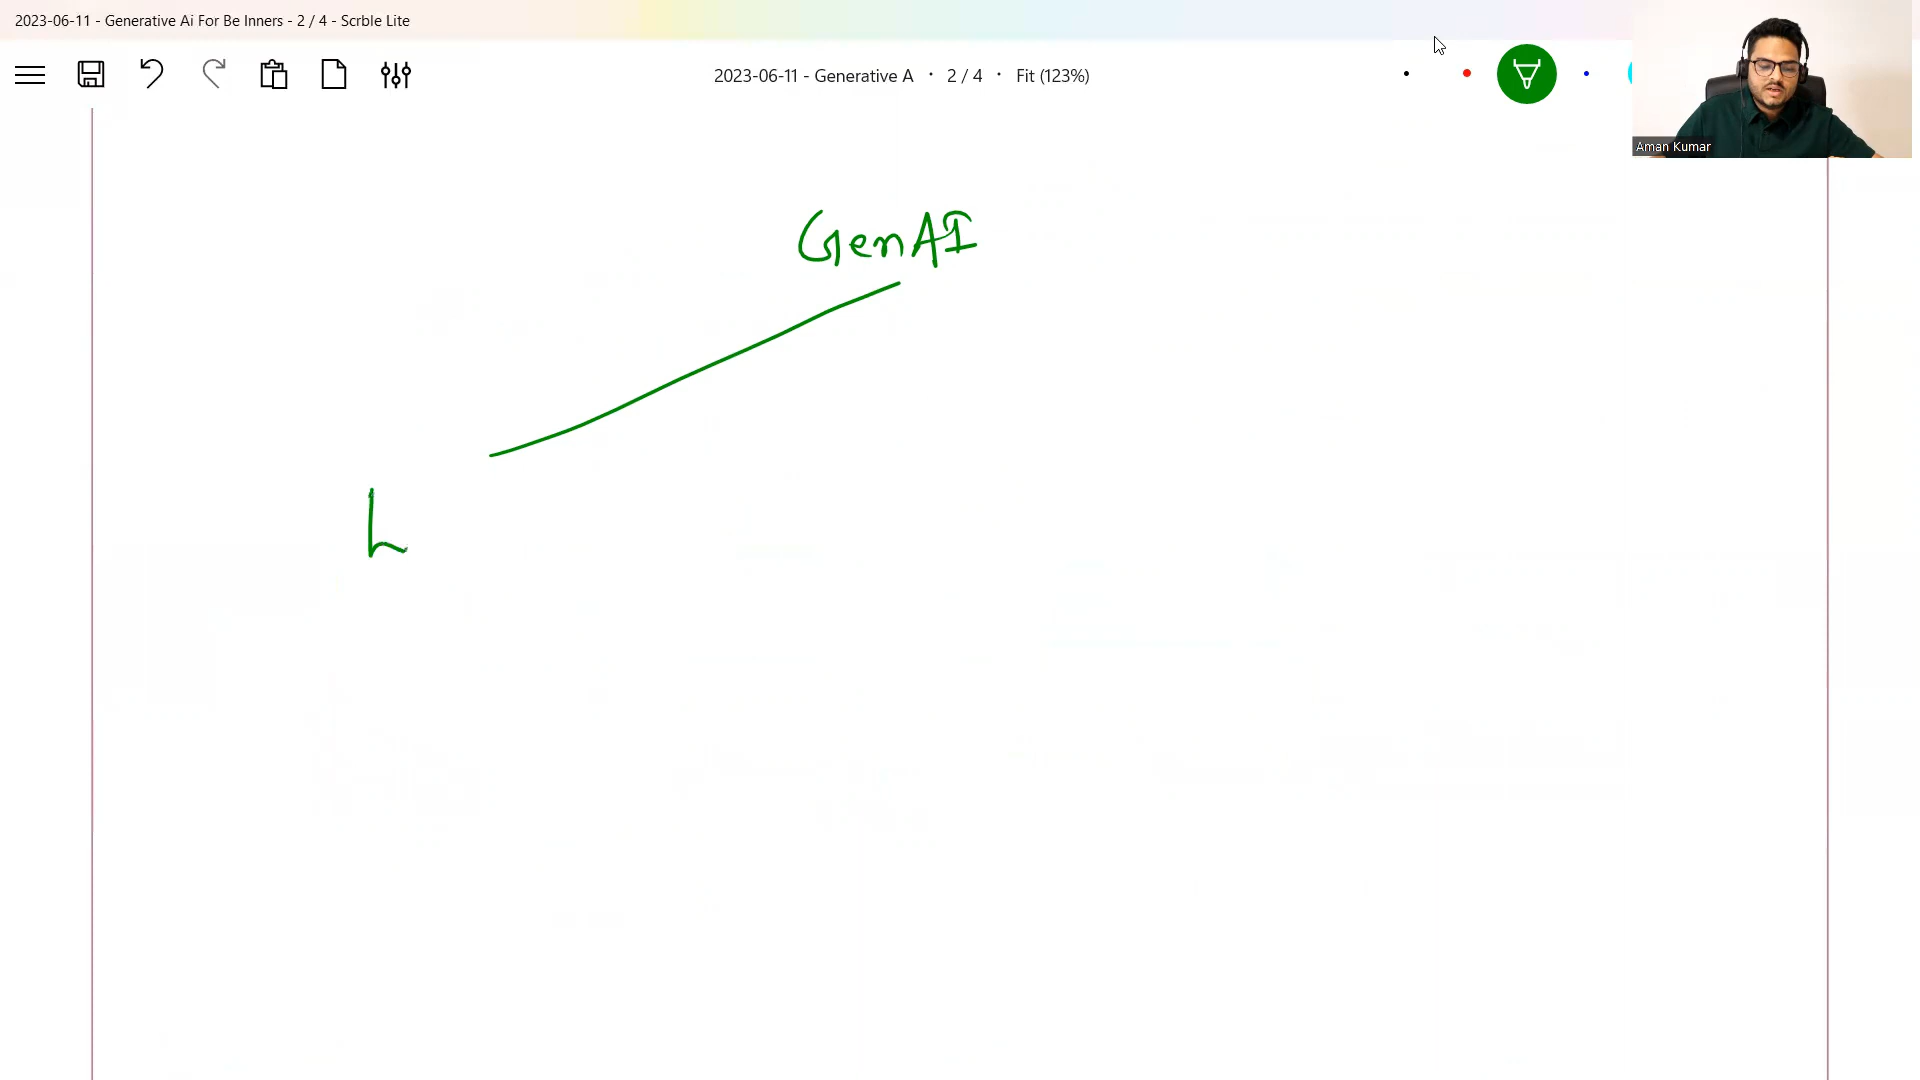 2023-06-11 - Generative Ai For Be Inners - 2 / 4 - Scrble Lite
2023-06-11 - Generative A • 2 / 4 • Fit (123%)
Aman Kumar
GenAI
L